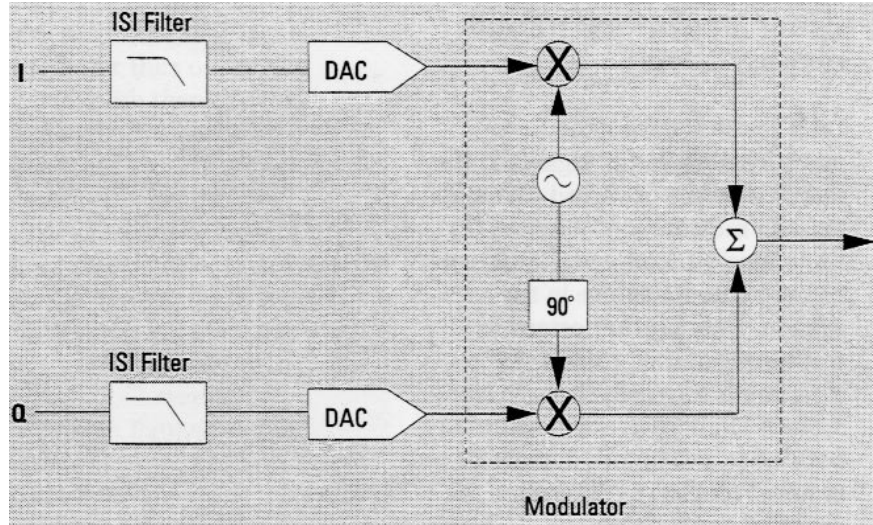 ISI Filter
I
DAC
X
Σ
90°
ISI Filter
Q
DAC
X
Modulator